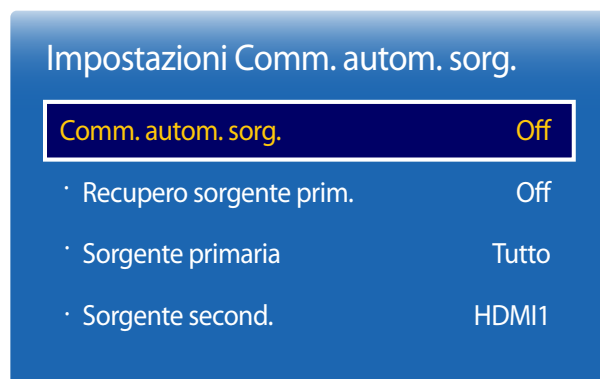 Impostazioni Comm. autom. sorg.
Comm. autom. sorg. Off
· Recupero sorgente prim. Off
· Sorgente primaria Tutto
· Sorgente second. HDMI1